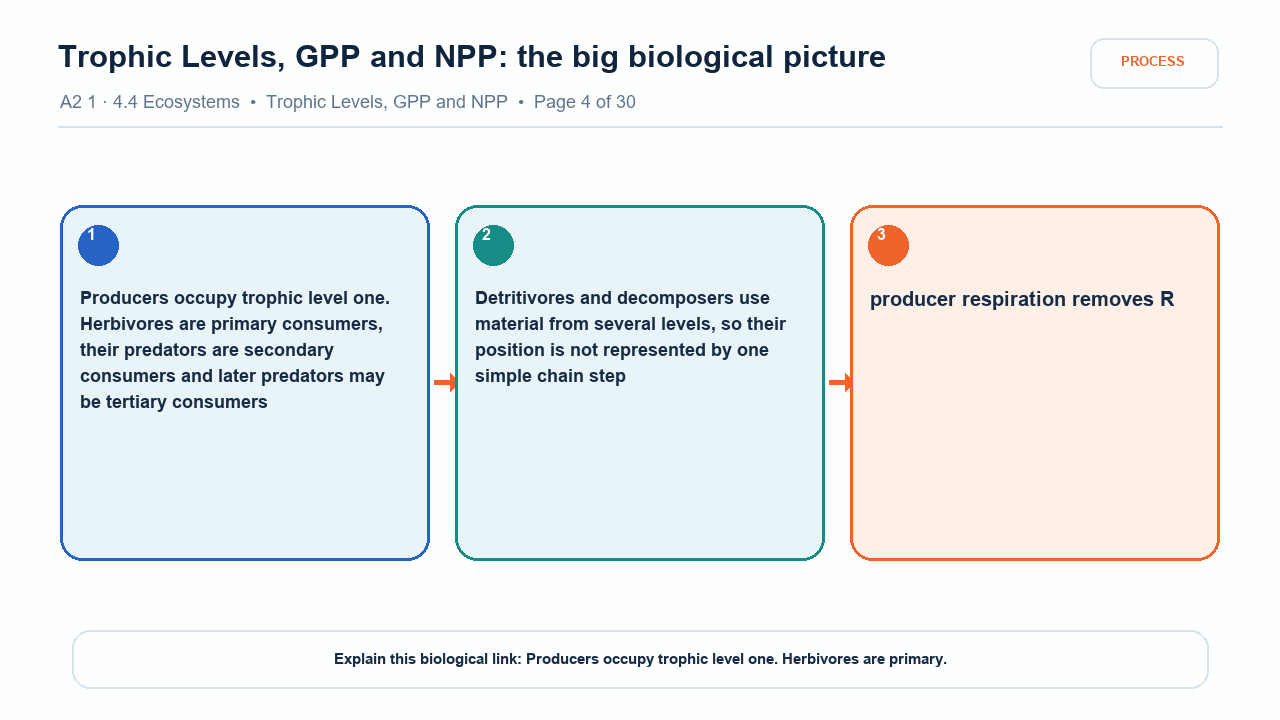 Trophic Levels, GPP and NPP: the big biological picture
PROCESS
A2 1 · 4.4 Ecosystems • Trophic Levels, GPP and NPP • Page 4 of 30
1
Producers occupy trophic level one.
Herbivores are primary consumers,
their predators are secondary
consumers and later predators may
be tertiary consumers
2
Detritivores and decomposers use
material from several levels, so their
position is not represented by one
simple chain step
3
producer respiration removes R
Explain this biological link: Producers occupy trophic level one. Herbivores are primary.